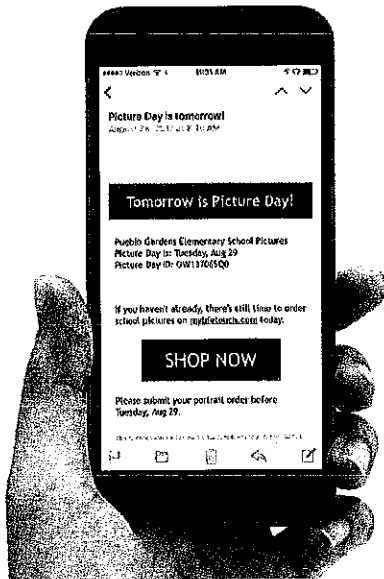 Verizon
AM
Picture Day is tomorrow!
Tomorrow is Picture Day!
Pueblo Gardens Elementary School Pictures
Picture Day is: Tuesday, Aug 29
Picture Day ID:
If you haven't already, there's still time to order
school pictures on mylifetouch.com today.
SHOP NOW
Please submit your portrait order before
Tuesday, Aug 29.